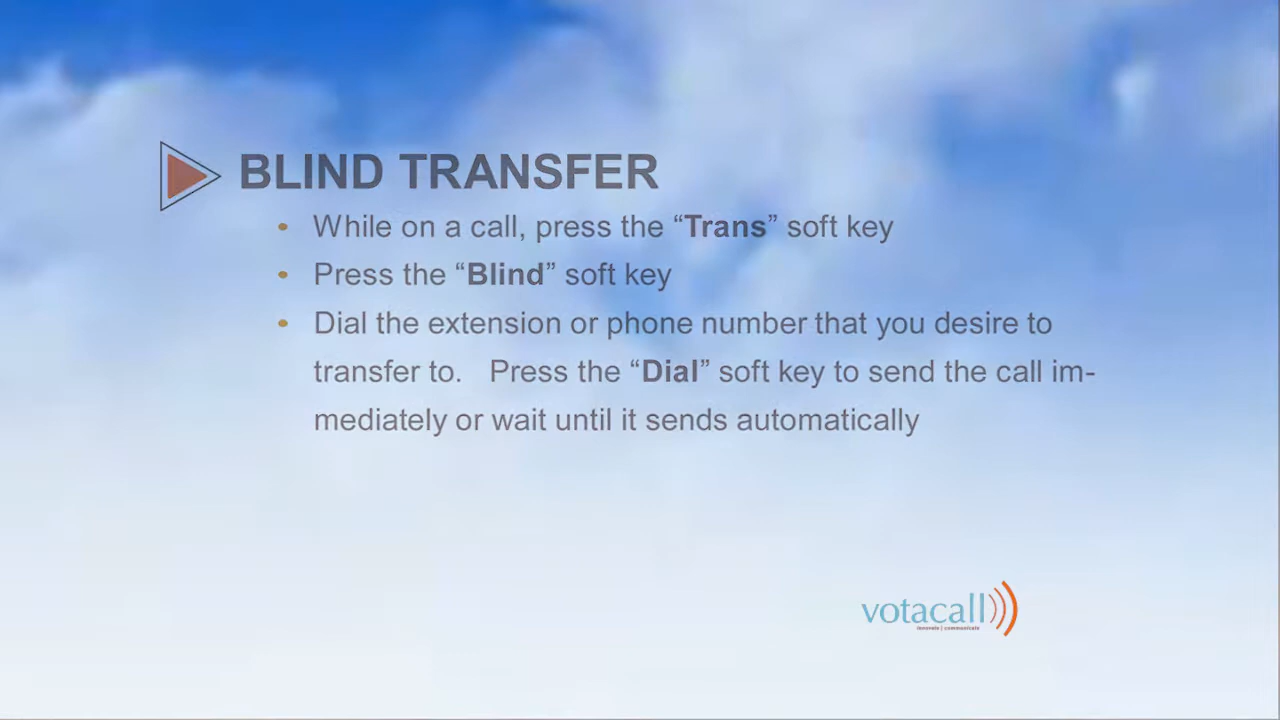 BLIND TRANSFER
• While on a call, press the “Trans” soft key
• Press the “Blind” soft key
• Dial the extension or phone number that you desire to
transfer to. Press the “Dial” soft key to send the call im-
mediately or wait until it sends automatically
votacall
innovate | communicate